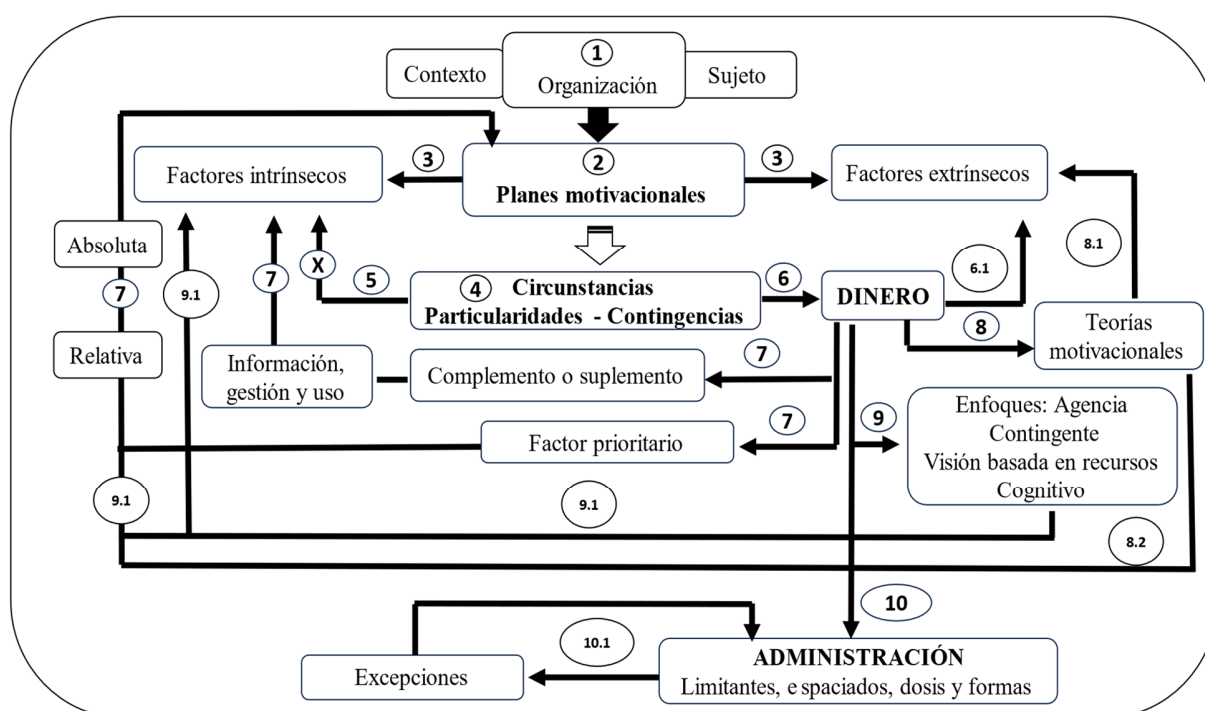 1
Contexto
Organización
Sujeto
3
2
3
Factores intrínsecos
Planes motivacionales
Factores extrínsecos
Absoluta
8.1
X
6.1
7
9.1
7
5
4 Circunstancias
6
DINERO
Particularidades - Contingencias
8
Teorías
motivacionales
Relativa
Información,
gestión y uso
Complemento o suplemento
7
Enfoques: Agencia
Contingente
Visión basada en recursos
Cognitivo
9
Factor prioritario
7
9.1
9.1
8.2
10
10.1
Excepciones
ADMINISTRACIÓN
Limitantes, e spaciados, dosis y formas